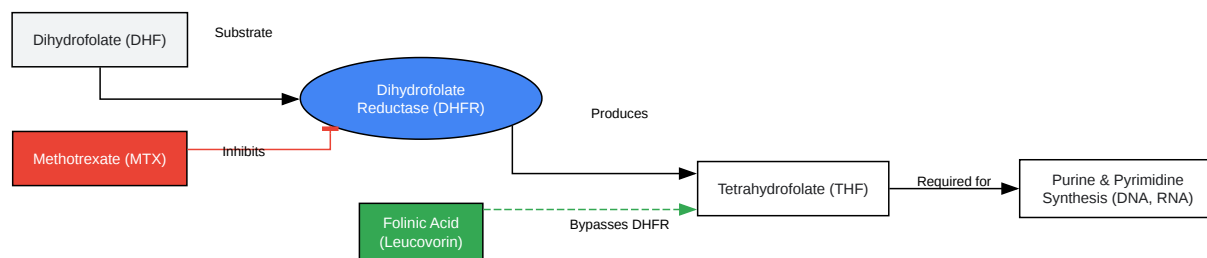 Dihydrofolate (DHF)
Substrate
Dihydrofolate
Reductase (DHFR)
Produces
Methotrexate (MTX)
Inhibits
Tetrahydrofolate (THF)
Required for
Purine & Pyrimidine
Synthesis (DNA, RNA)
Folinic Acid
(Leucovorin)
Bypasses DHFR